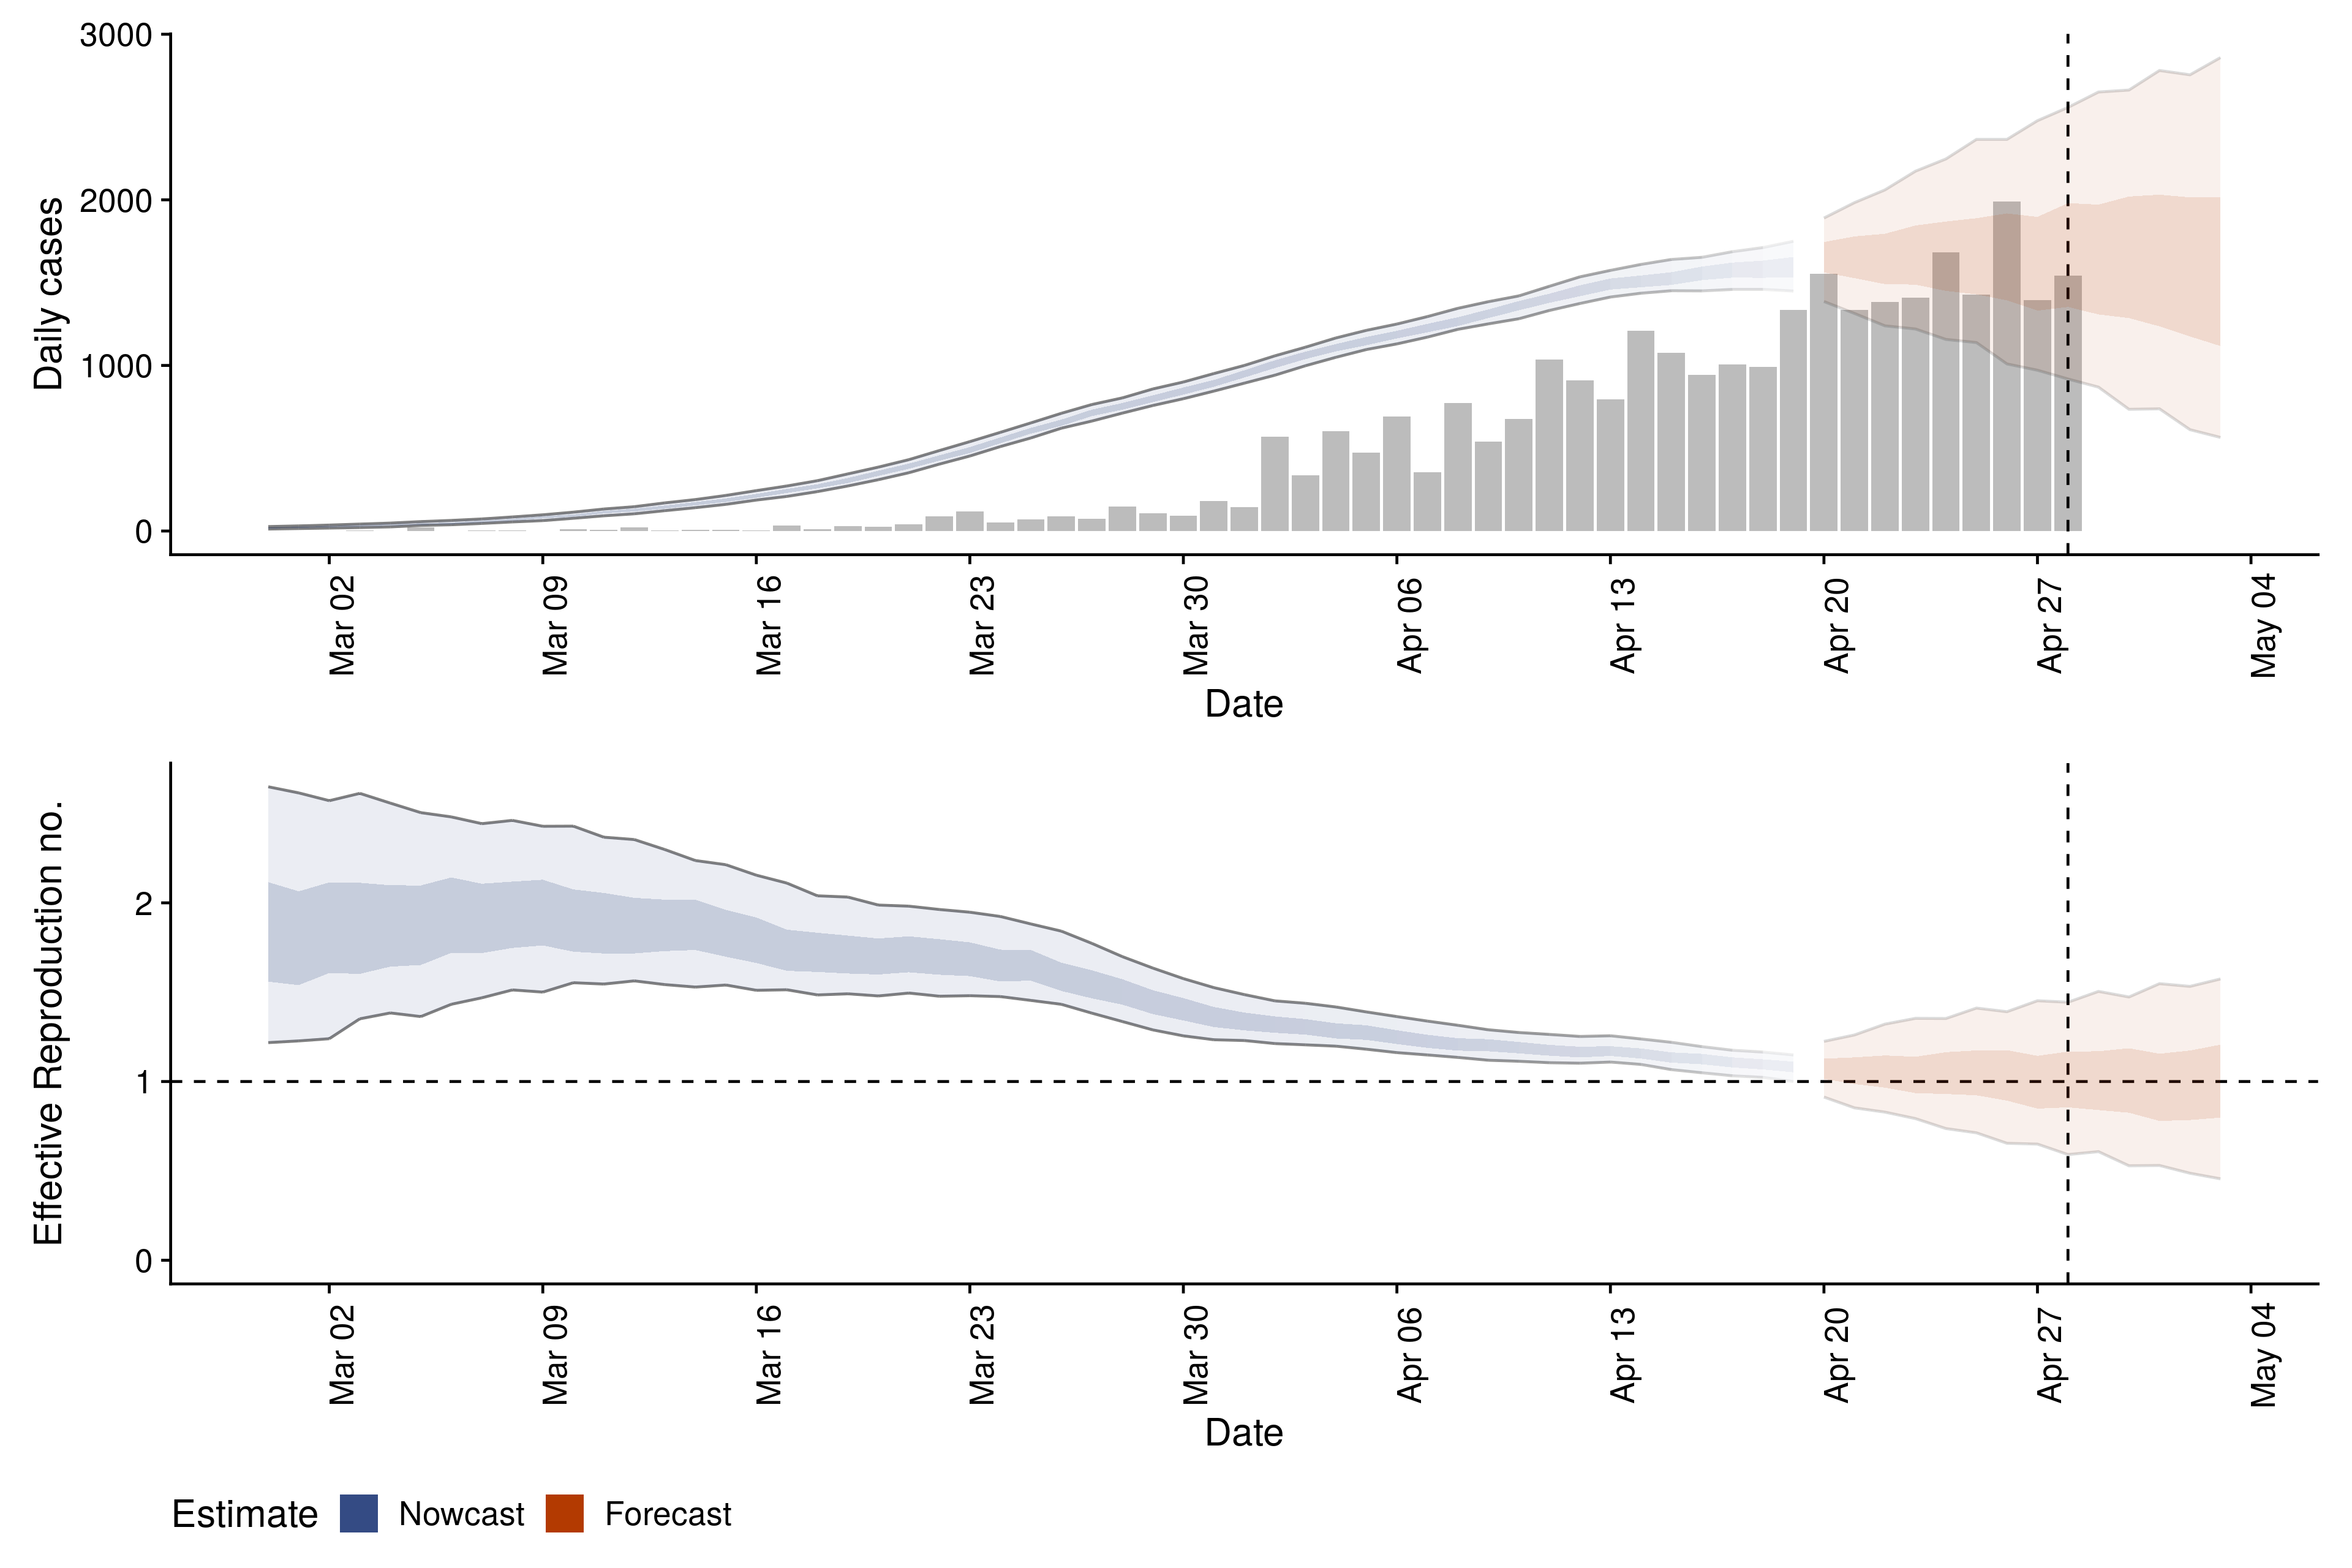 3000
2000
1000
0
Daily cases
Mar 02
Mar 09
Mar 16
Mar 23
Mar 30
Apr 06
Apr 13
Apr 20
Apr 27
May 04
Date
2
1
0
Effective Reproduction no.
Mar 02
Mar 09
Mar 16
Mar 23
Mar 30
Apr 06
Apr 13
Apr 20
Apr 27
May 04
Date
Estimate Nowcast Forecast